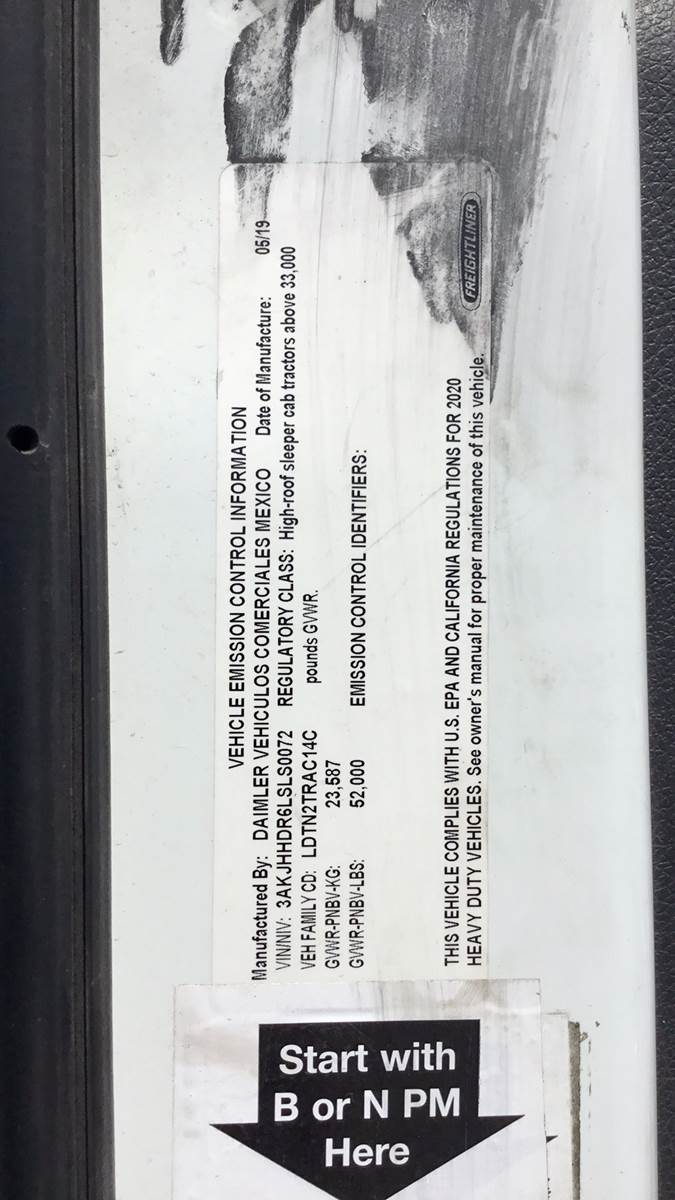 VEHICLE EMISSION CONTROL INFORMATION
Manufactured By: DAIMLER VEHICULOS COMERCIALES MEXICO Date of Manufacture: 05/19
VIN/NIV: 3AKJHHDR6LSLS0072 REGULATORY CLASS: High-roof sleeper cab tractors above 33,000
VEH FAMILY CD: LDTN2TRAC14C pounds GVWR.
GVWR-PNBV-KG: 23,587
GVWR-PNBV-LBS: 52,000 EMISSION CONTROL IDENTIFIERS:
THIS VEHICLE COMPLIES WITH U.S. EPA AND CALIFORNIA REGULATIONS FOR 2020
HEAVY DUTY VEHICLES. See owner's manual for proper maintenance of this vehicle.
FREIGHTLINER
Start with
B or N PM
Here